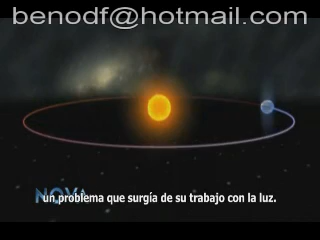 benodf@hotmail.com
NOVA
un problema que surgía de su trabajo con la luz.